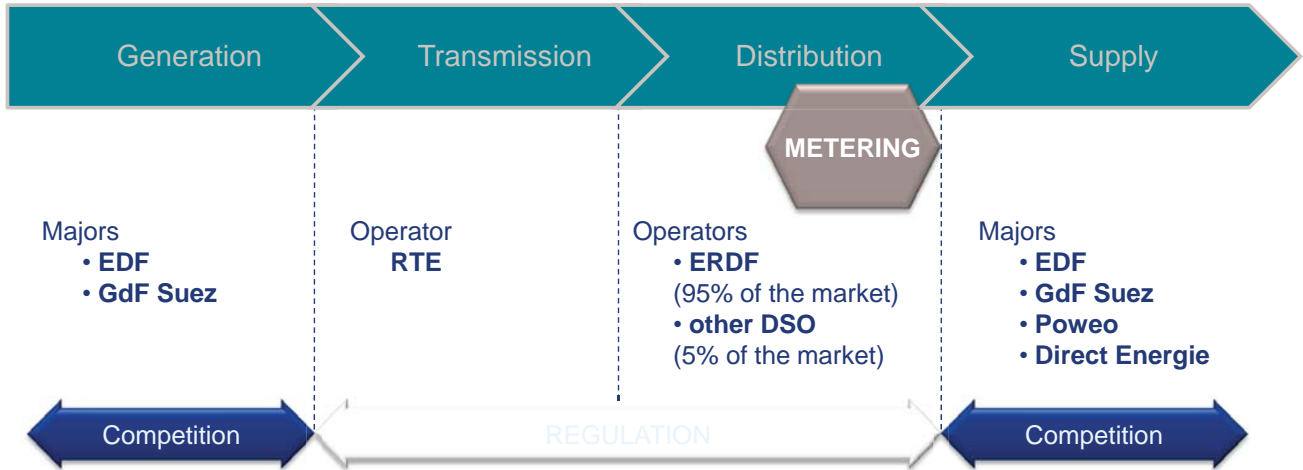 Generation
Transmission
Distribution
Supply
METERING
Majors
• EDF
• GdF Suez
Operator
RTE
Operators
• ERDF
(95% of the market)
• other DSO
(5% of the market)
Majors
• EDF
• GdF Suez
• Poweo
• Direct Energie
Competition
REGULATION
Competition